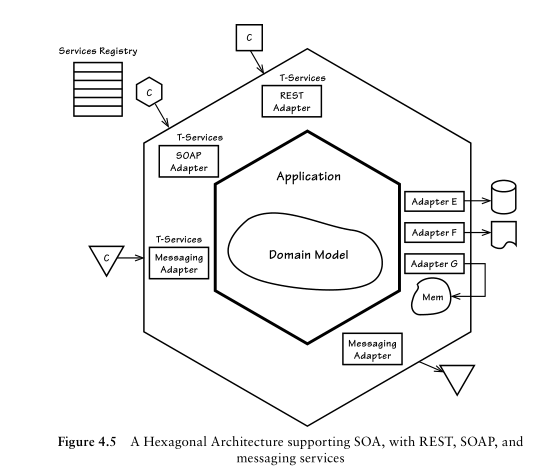 Services Registry
C
T-Services
REST
Adapter
C
T-Services
SOAP
Adapter
Application
Adapter E
Adapter F
T-Services
Messaging
Adapter
C
Domain Model
Adapter G
Mem
Messaging
Adapter
Figure 4.5 A Hexagonal Architecture supporting SOA, with REST, SOAP, and
messaging services